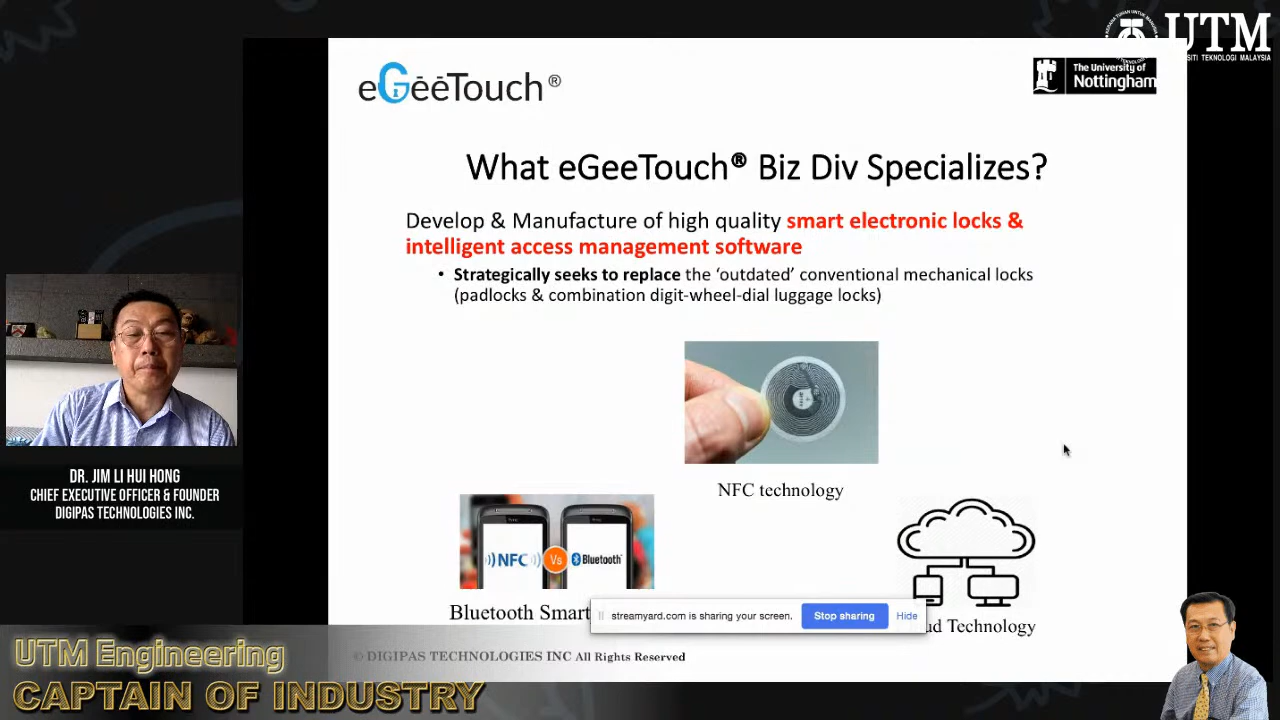 UTM
UNIVERSITI TEKNOLOGI MALAYSIA
eGēēTouch®
The University of
Nottingham
What eGeeTouch® Biz Div Specializes?
Develop & Manufacture of high quality smart electronic locks &
intelligent access management software
• Strategically seeks to replace the ‘outdated’ conventional mechanical locks
(padlocks & combination digit-wheel-dial luggage locks)
NFC technology
NFC Vs Bluetooth
Bluetooth Smart
streamyard.com is sharing your screen. Stop sharing Hide
ud Technology
© DIGIPAS TECHNOLOGIES INC All Rights Reserved
DR. JIM LI HUI HONG
CHIEF EXECUTIVE OFFICER & FOUNDER
DIGIPAS TECHNOLOGIES INC.
UTM Engineering
CAPTAIN OF INDUSTRY